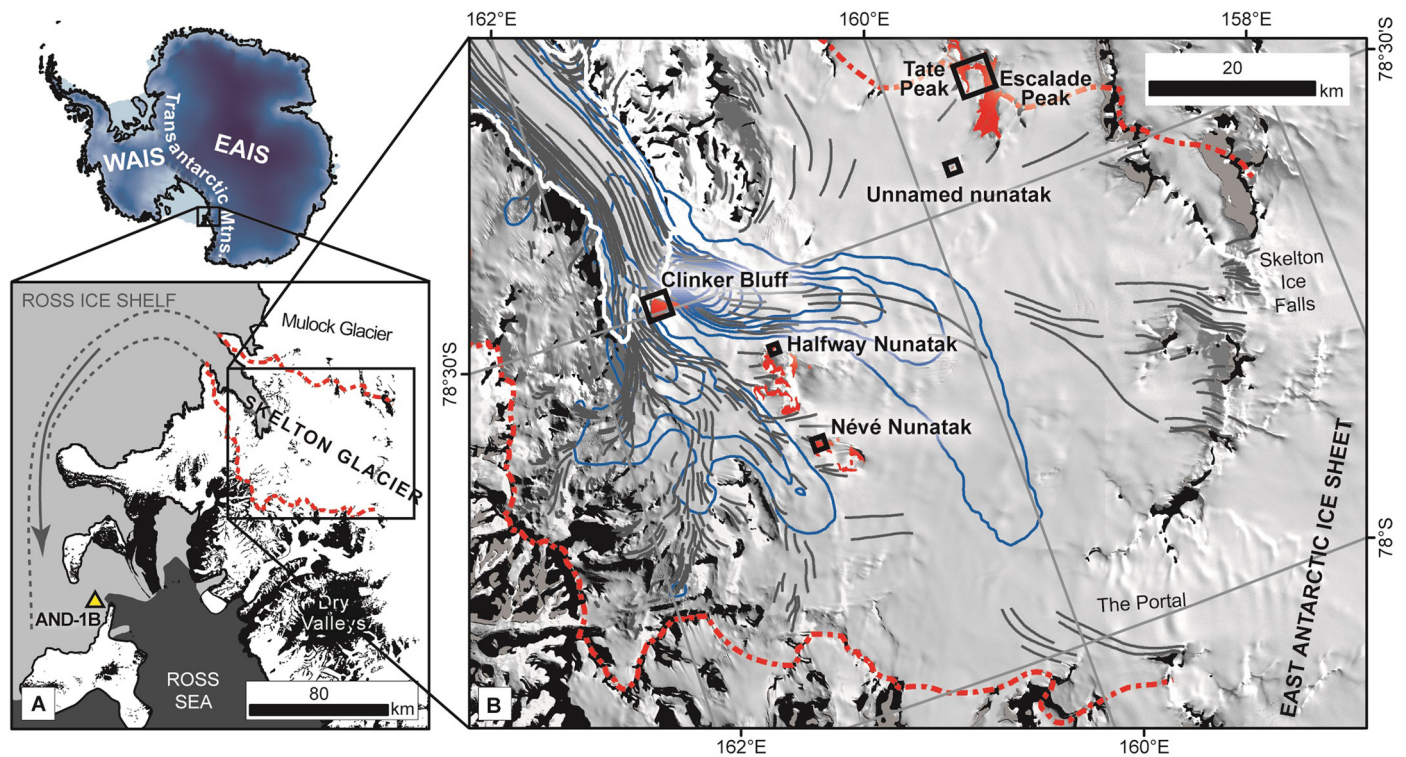 WAIS
EAIS
Transantarctic Mtns.
ROSS ICE SHELF
Mulock Glacier
SKELTON GLACIER
AND-1B
Dry
Valleys
ROSS
SEA
80
km
A
162°E
160°E
158°E
78°30'S
Tate
Peak
Escalade
Peak
20
km
Unnamed nunatak
Clinker Bluff
Skelton
Ice
Falls
Halfway Nunatak
78°30'S
Névé Nunatak
78°S
The Portal
EAST ANTARCTIC ICE SHEET
B
162°E
160°E